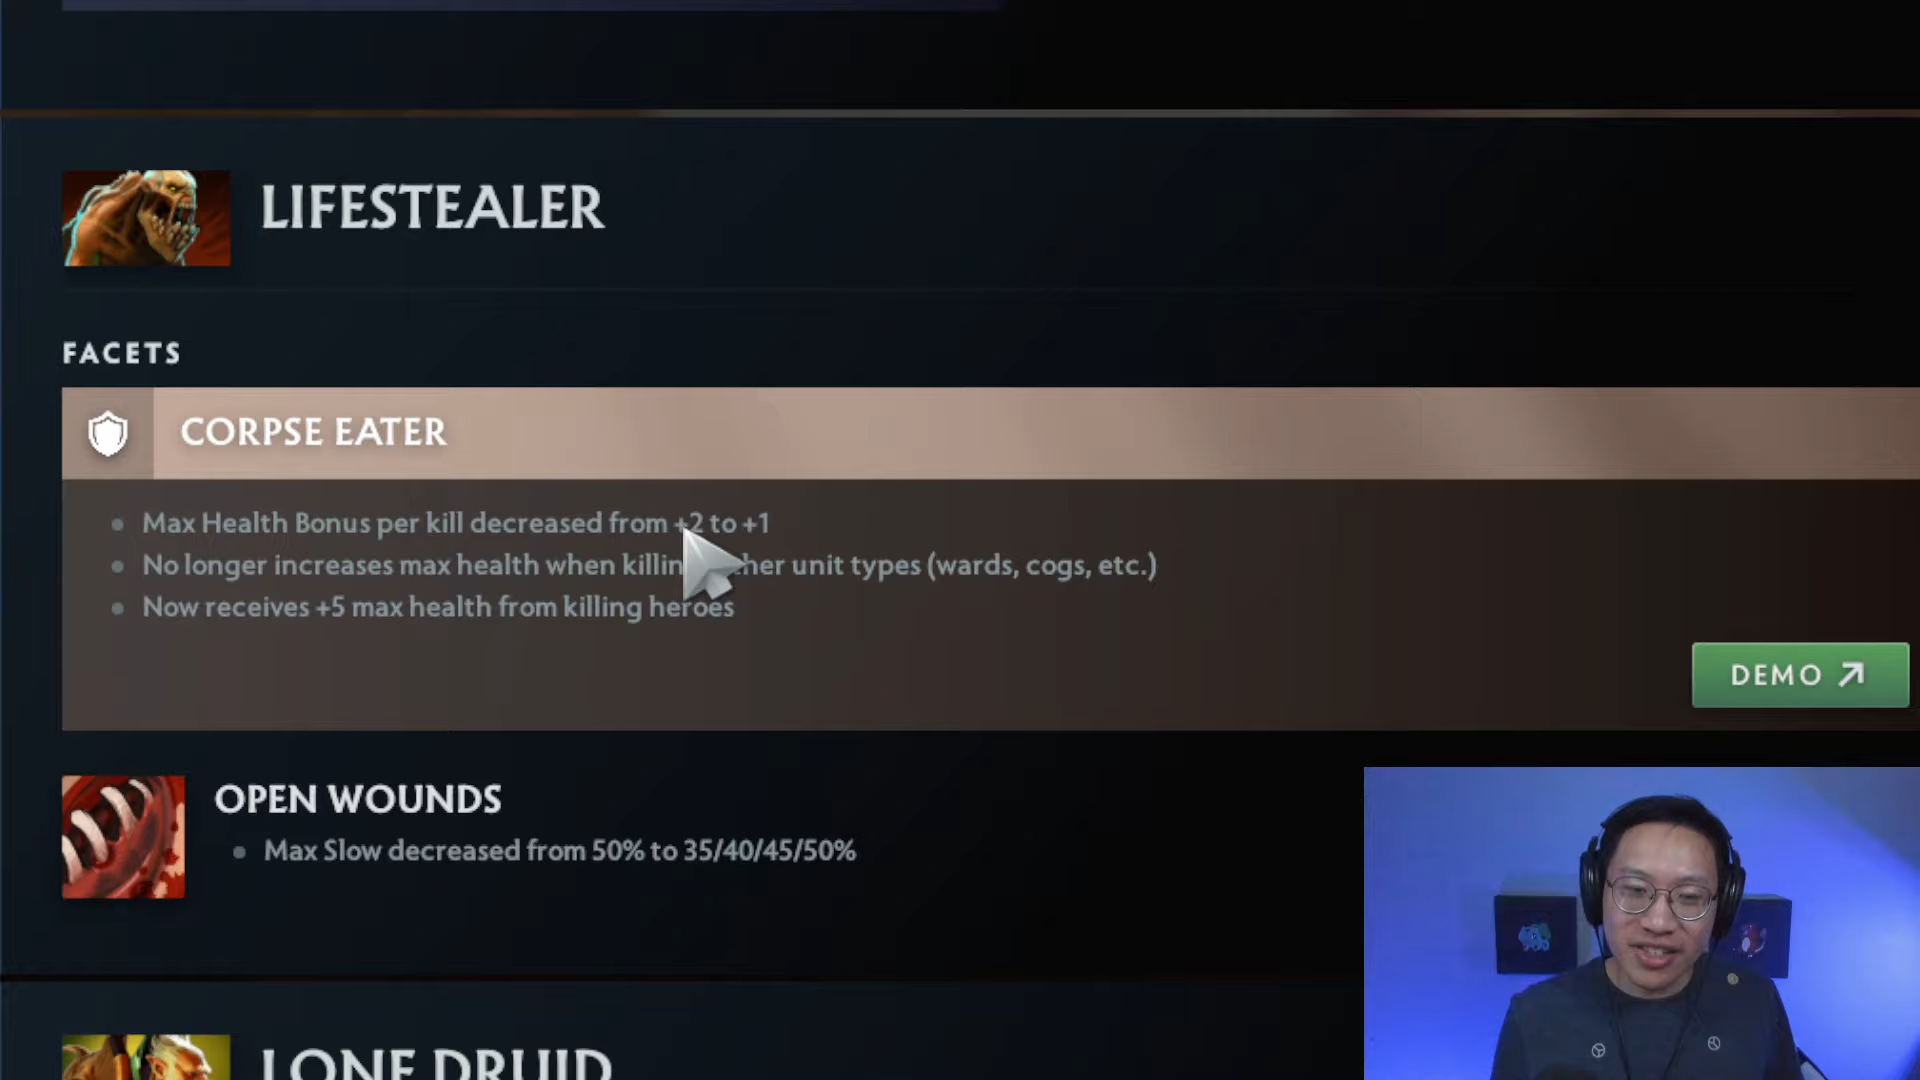 LIFESTEALER
FACETS
CORPSE EATER
Max Health Bonus per kill decreased from +2 to +1
No longer increases max health when killin her unit types (wards, cogs, etc.)
Now receives +5 max health from killing heroes
DEMO
OPEN WOUNDS
Max Slow decreased from 50% to 35/40/45/50%
LONE DRUID